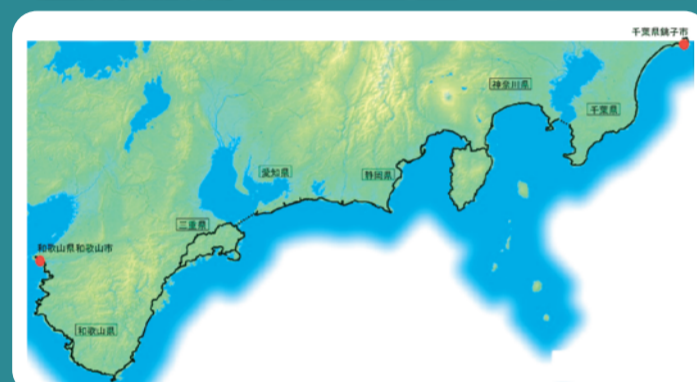 千葉県銚子市
神奈川県
千葉県
愛知県
静岡県
三重県
和歌山県和歌山市
和歌山県